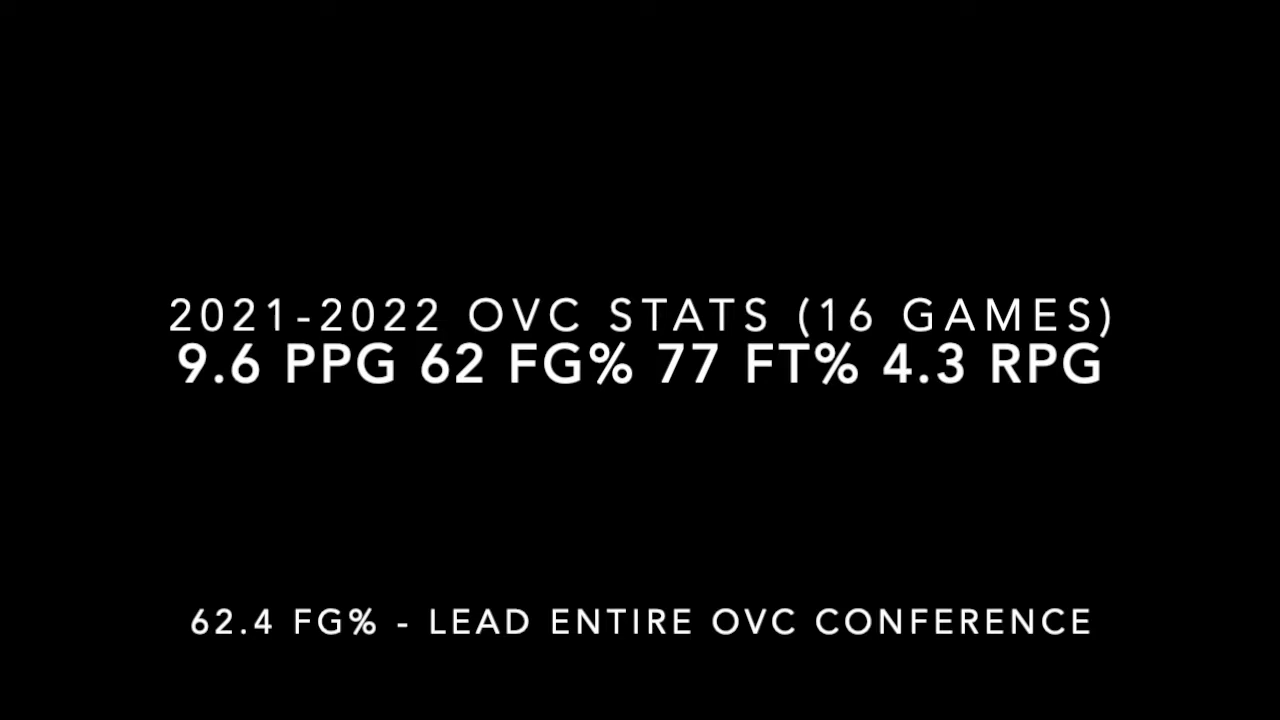 2021-2022 OVC STATS (16 GAMES)
9.6 PPG 62 FG% 77 FT% 4.3 RPG
62.4 FG% - LEAD ENTIRE OVC CONFERENCE